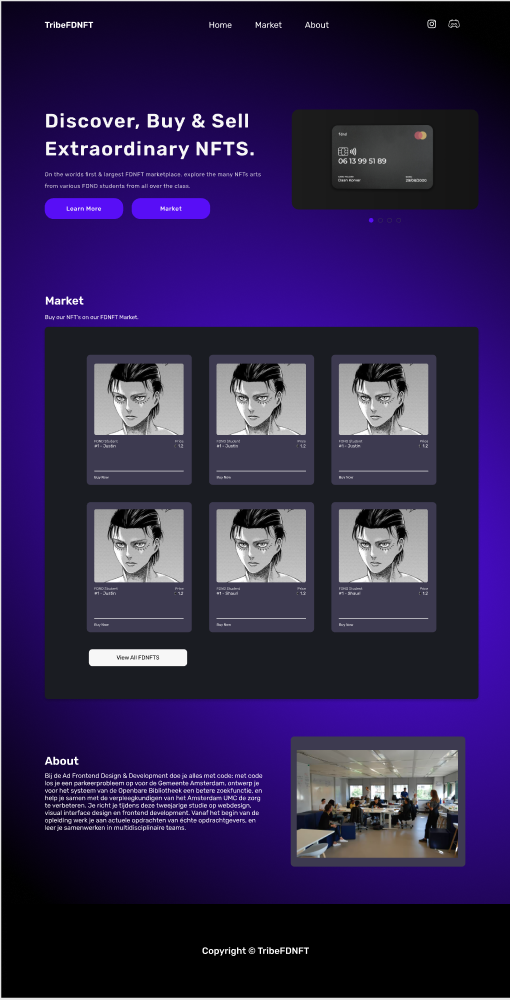 TribeFDNFT
Home
Market
About
Discover, Buy & Sell
Extraordinary NFTS.
On the worlds first & largest FDNFT marketplace. explore the many NFTs arts
from various FDND students from all over the class.
Learn More
Market
06 13 99 51 89
Market
Buy our NFT's on our FDNFT Market.
FDND Student
Price
#1 - Justin
1.2
Buy Now
FDND Student
Price
#1 - Justin
1.2
Buy Now
FDND Student
Price
#1 - Justin
1.2
Buy Now
FDND Student
Price
#1 - Justin
1.2
Buy Now
FDND Student
Price
#1 - Shauil
1.2
Buy Now
FDND Student
Price
#1 - Shauil
1.2
Buy Now
View All FDNFTS
About
Bij de Ad Frontend Design & Development doe je alles met code: met code
los je een parkeerprobleem op voor de Gemeente Amsterdam, ontwerp je
voor het systeem van de Openbare Bibliotheek een betere zoekfunctie, en
help je samen met de verpleegkundigen van het Amsterdam UMC de zorg
te verbeteren. Je richt je tijdens deze tweejarige studie op webdesign,
visual interface design en frontend development. Vanaf het begin van de
opleiding werk je aan actuele opdrachten van échte opdrachtgevers, en
leer je samenwerken in multidisciplinaire teams.
Copyright © TribeFDNFT